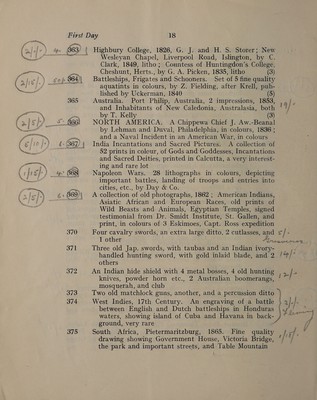 First Day 18
363 Highbury College, 1826, G. J. and H. S. Storer; New
Wesleyan Chapel, Liverpool Road, Islington, by C.
Clark, 1849, litho; Countess of Huntingdon's College,
Cheshunt, Herts., by G. A. Picken, 1835, litho (3)
364 Battleships, Frigates and Schooners. Set of 5 fine quality
aquatints in colours, by Z. Fielding, after Krell, pub-
lished by Uckerman, 1840 (5)
365 Australia. Port Philip, Australia, 2 impressions, 1853,
and Inhabitants of New Caledonia, Australasia, both
by T. Kelly (3)
366 NORTH AMERICA. A Chippewa Chief J. Aw.-Beanal
by Lehman and Duval, Philadelphia, in colours, 1836;
and a Naval Incident in an American War, in colours
367 India Incantations and Sacred Pictures. A collection of
52 prints in colour, of Gods and Goddesses, Incantations
and Sacred Deities, printed in Calcutta, a very interest-
ing and rare lot
368 Napoleon Wars. 28 lithographs in colours, depicting
important battles, landing of troops and entries into
cities, etc., by Day & Co.
369 A collection of old photographs, 1862; American Indians,
Asiatic African and European Races, old prints of
Wild Beasts and Animals, Egyptian Temples, signed
testimonial from Dr. Smidt Institute, St. Gallen, and
print, in colours of 3 Eskimoes, Capt. Ross expedition
370 Four cavalry swords, an extra large ditto, 2 cutlasses, and
1 other
371 Three old Jap. swords, with taubas and an Indian ivory-
handled hunting sword, with gold inlaid blade, and 2
others
372 An Indian hide shield with 4 metal bosses, 4 old hunting
knives, powder horn etc., 2 Australian boomerangs,
mosquerah, and club
373 Two old matchlock guns, another, and a percussion ditto
374 West Indies, 17th Century. An engraving of a battle
between English and Dutch battleships in Honduras
waters, showing island of Cuba and Havana in back-
ground, very rare
375 South Africa, Pietermaritzburg, 1865. Fine quality
drawing showing Government House, Victoria Bridge,
the park and important streets, and Table Mountain